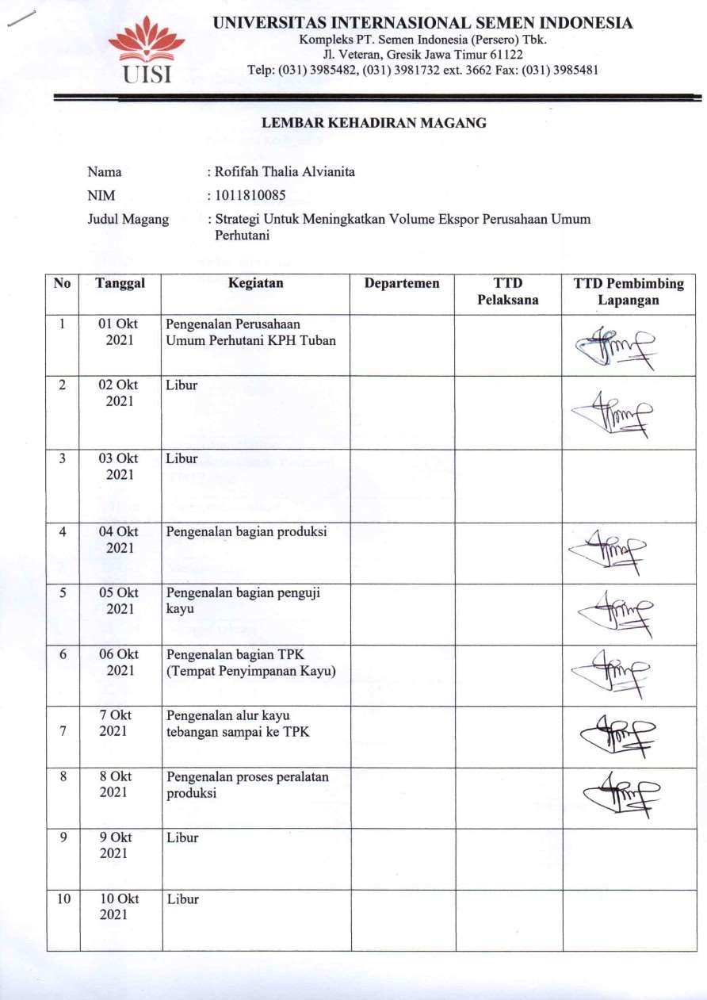 UISI
UNIVERSITAS INTERNASIONAL SEMEN INDONESIA
Kompleks PT. Semen Indonesia (Persero) Tbk.
Jl. Veteran, Gresik Jawa Timur 61122
Telp: (031) 3985482, (031) 3981732 ext. 3662 Fax: (031) 3985481
LEMBAR KEHADIRAN MAGANG
Nama : Rofifah Thalia Alvianita
NIM : 1011810085
Judul Magang : Strategi Untuk Meningkatkan Volume Ekspor Perusahaan Umum
Perhutani
No Tanggal Kegiatan Departemen TTD TTD Pembimbing
Pelaksana Lapangan
1 01 Okt Pengenalan Perusahaan
2021 Umum Perhutani KPH Tuban
2 02 Okt Libur
2021
3 03 Okt Libur
2021
4 04 Okt Pengenalan bagian produksi
2021
5 05 Okt Pengenalan bagian penguji
2021 kayu
6 06 Okt Pengenalan bagian TPK
2021 (Tempat Penyimpanan Kayu)
7 Okt Pengenalan alur kayu
7 2021 tebangan sampai ke TPK
8 8 Okt Pengenalan proses peralatan
2021 produksi
9 9 Okt Libur
2021
10 10 Okt Libur
2021